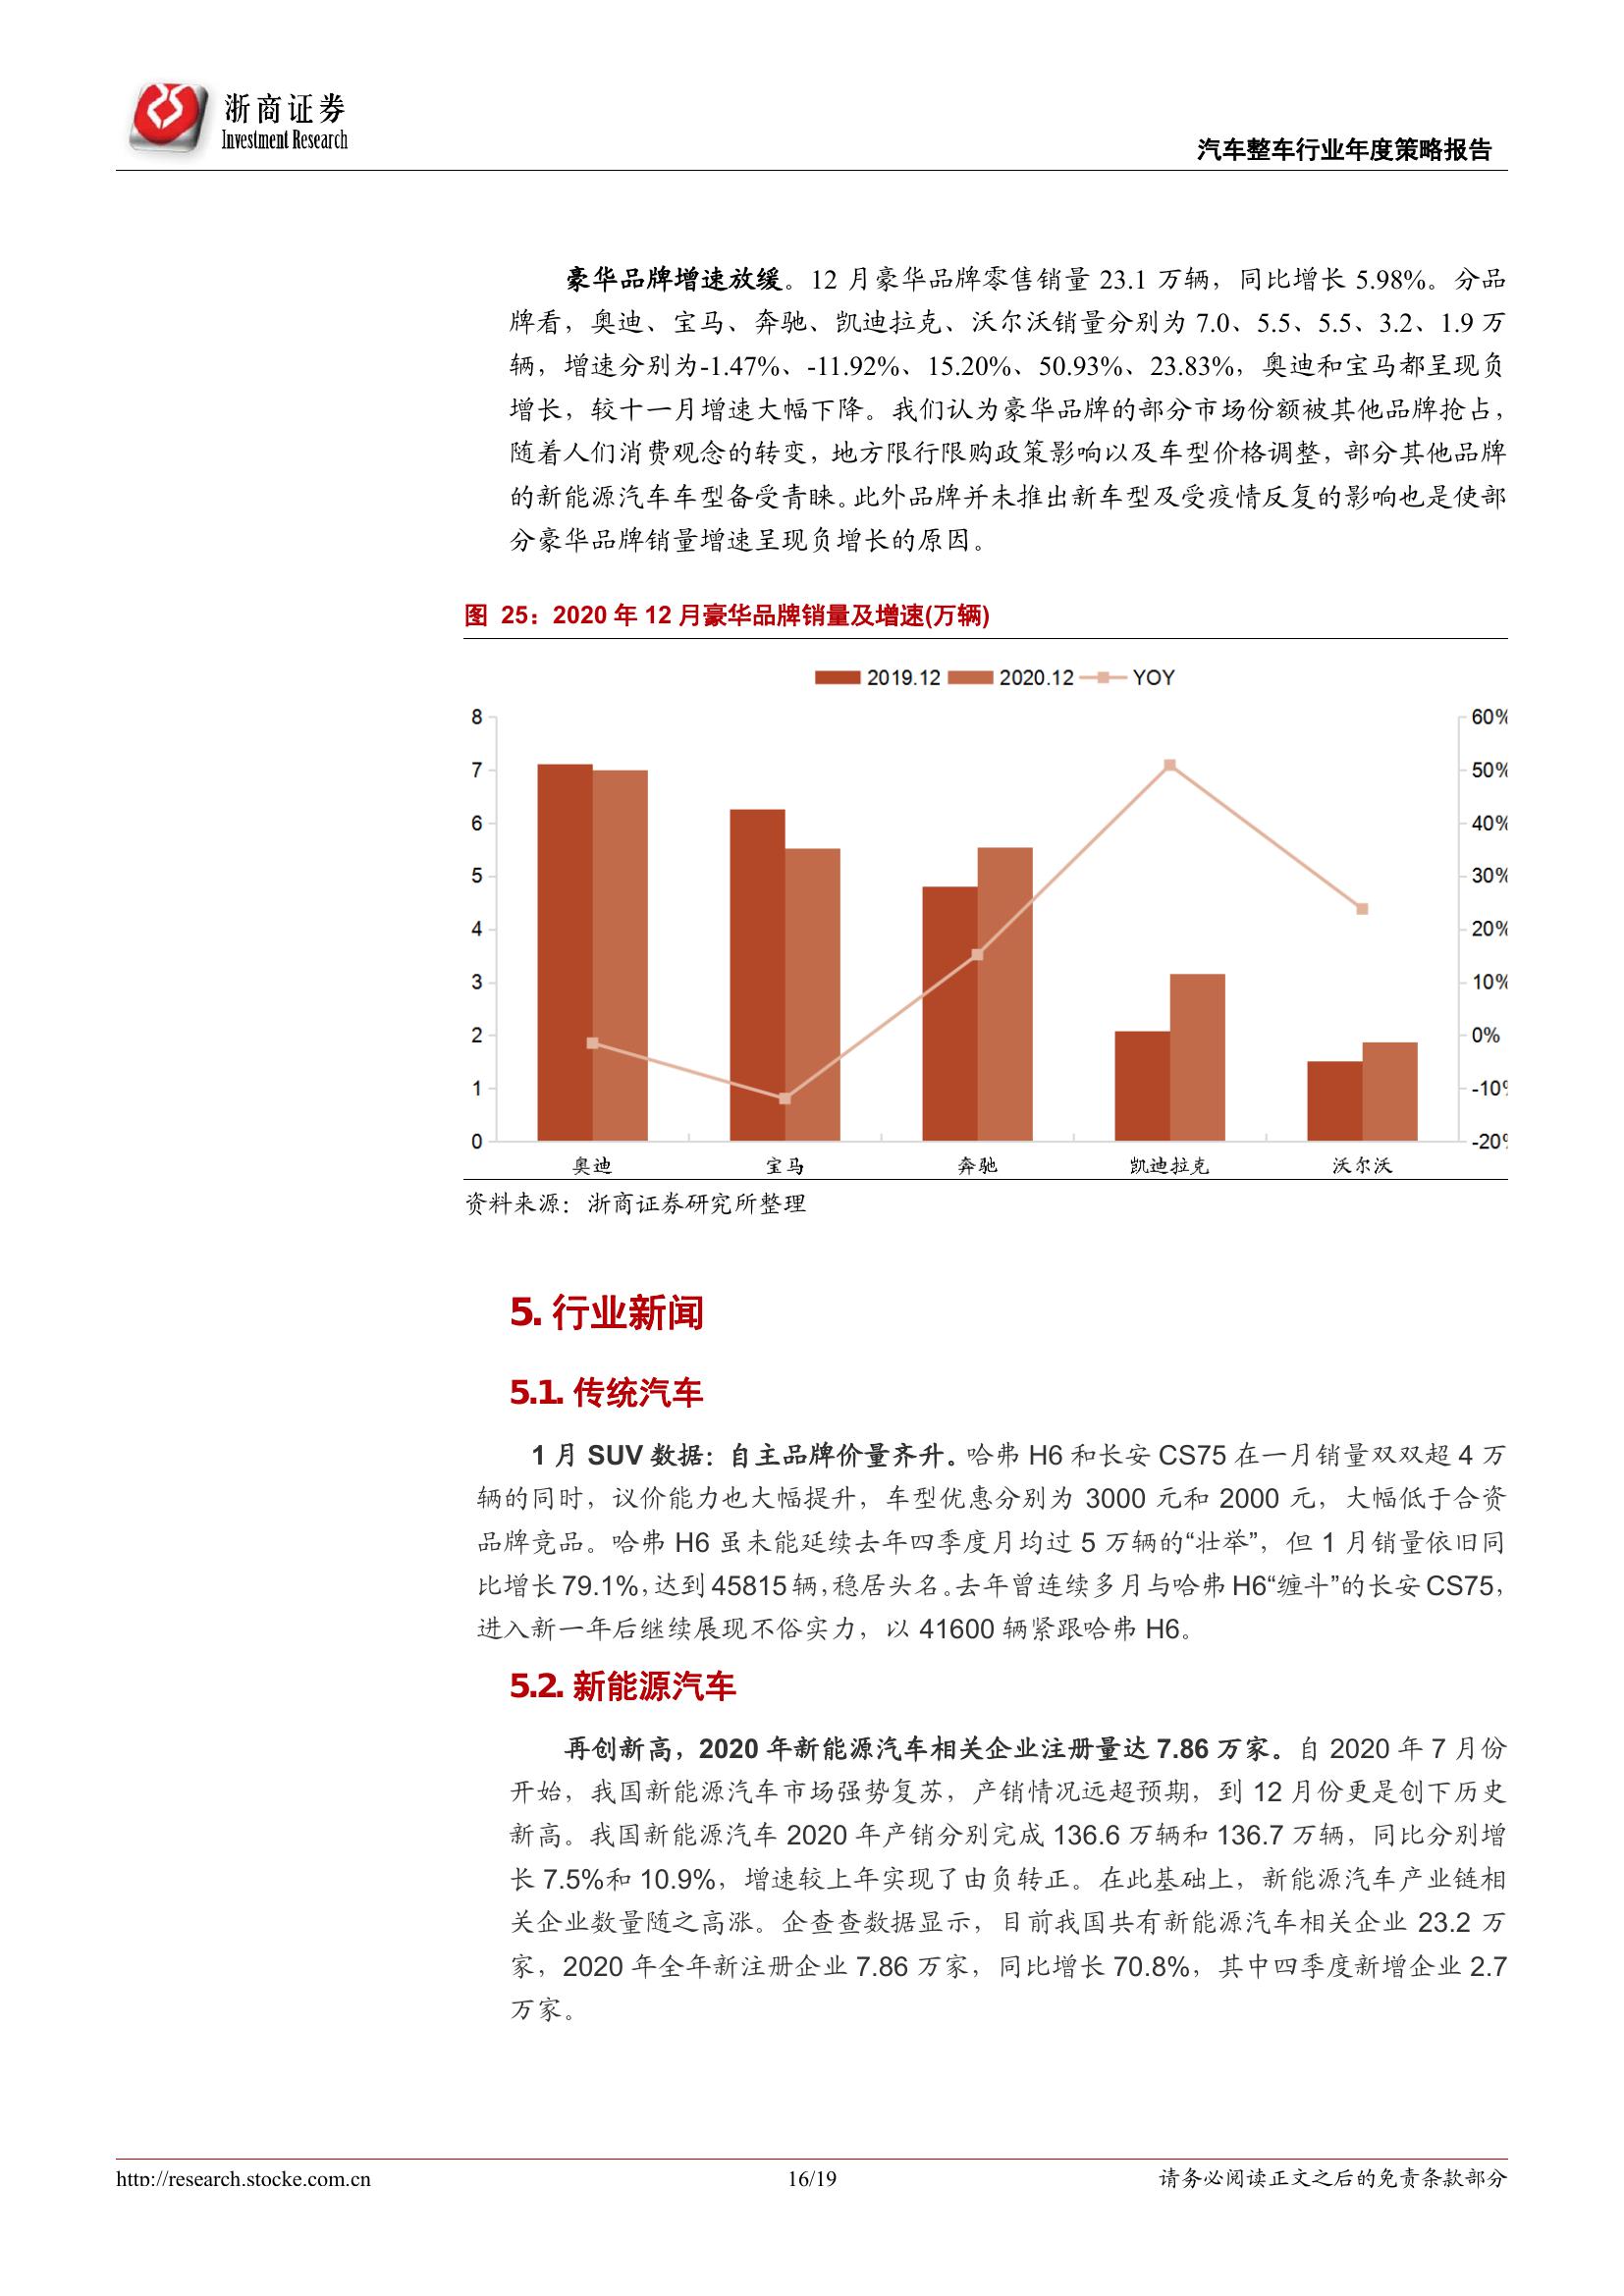 浙商证券
Investment Research
汽车整车行业年度策略报告
豪华品牌增速放缓。12 月豪华品牌零售销量 23.1 万辆，同比增长 5.98%。分品
牌看，奥迪、宝马、奔驰、凯迪拉克、沃尔沃销量分别为 7.0、5.5、5.5、3.2、1.9 万
辆，增速分别为-1.47%、-11.92%、15.20%、50.93%、23.83%，奥迪和宝马都呈现负
增长，较十一月增速大幅下降。我们认为豪华品牌的部分市场份额被其他品牌抢占，
随着人们消费观念的转变，地方限行限购政策影响以及车型价格调整，部分其他品牌
的新能源汽车车型备受青睐。此外品牌并未推出新车型及受疫情反复的影响也是使部
分豪华品牌销量增速呈现负增长的原因。
图 25：2020 年 12 月豪华品牌销量及增速(万辆)
2019.12 2020.12 YOY
8 60%
7 50%
6 40%
5 30%
4 20%
3 10%
2 0%
1 -10%
0 -20%
奥迪 宝马 奔驰 凯迪拉克 沃尔沃
资料来源：浙商证券研究所整理
5. 行业新闻
5.1. 传统汽车
1 月 SUV 数据：自主品牌价量齐升。哈弗 H6 和长安 CS75 在一月销量双双超 4 万
辆的同时，议价能力也大幅提升，车型优惠分别为 3000 元和 2000 元，大幅低于合资
品牌竞品。哈弗 H6 虽未能延续去年四季度月均过 5 万辆的“壮举”，但 1 月销量依旧同
比增长 79.1%，达到 45815 辆，稳居头名。去年曾连续多月与哈弗 H6“缠斗”的长安 CS75，
进入新一年后继续展现不俗实力，以 41600 辆紧跟哈弗 H6。
5.2. 新能源汽车
再创新高，2020 年新能源汽车相关企业注册量达 7.86 万家。自 2020 年 7 月份
开始，我国新能源汽车市场强势复苏，产销情况远超预期，到 12 月份更是创下历史
新高。我国新能源汽车 2020 年产销分别完成 136.6 万辆和 136.7 万辆，同比分别增
长 7.5%和 10.9%，增速较上年实现了由负转正。在此基础上，新能源汽车产业链相
关企业数量随之高涨。企查查数据显示，目前我国共有新能源汽车相关企业 23.2 万
家，2020 年全年新注册企业 7.86 万家，同比增长 70.8%，其中四季度新增企业 2.7
万家。
http://research.stocke.com.cn
16/19
请务必阅读正文之后的免责条款部分